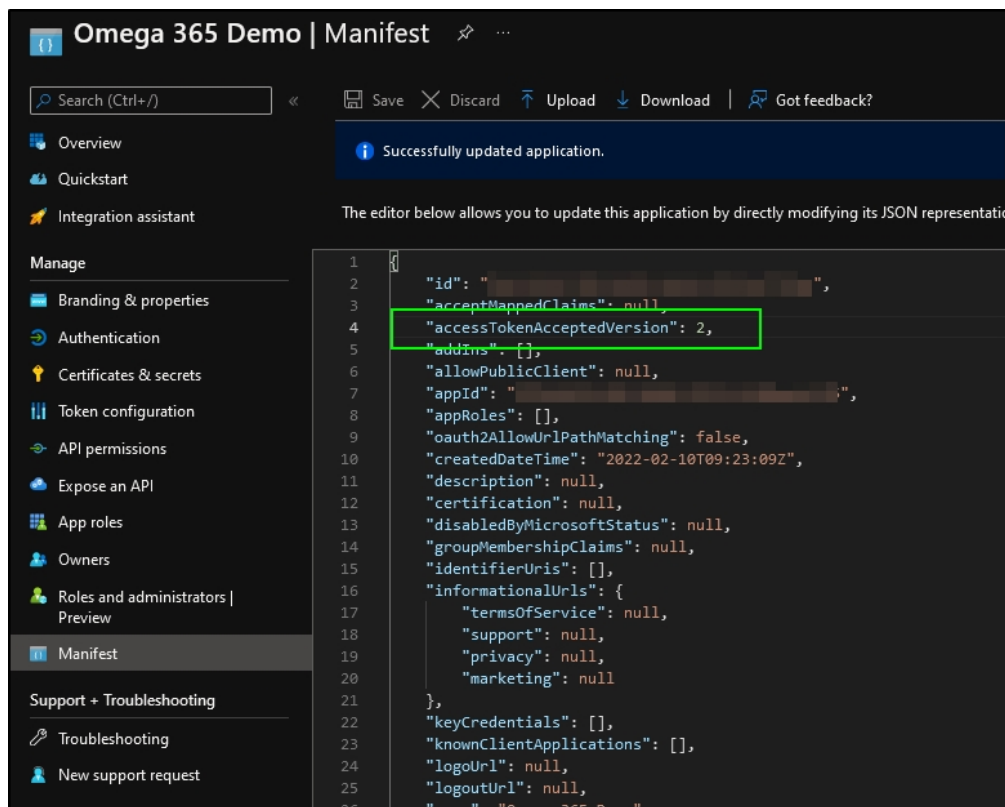 Omega 365 Demo | Manifest
Search (Ctrl+/)
«
Save Discard Upload Download | Got feedback?
Overview
Quickstart
Integration assistant
Manage
Branding & properties
Authentication
Certificates & secrets
Token configuration
API permissions
Expose an API
App roles
Owners
Roles and administrators |
Preview
Manifest
Support + Troubleshooting
Troubleshooting
New support request
Successfully updated application.
The editor below allows you to update this application by directly modifying its JSON representatio
1 {
2 "id": "",
3 "acceptMappedClaims": null,
4 "accessTokenAcceptedVersion": 2,
5 "addIns": [],
6 "allowPublicClient": null,
7 "appId": "",
8 "appRoles": [],
9 "oauth2AllowUrlPathMatching": false,
10 "createdDateTime": "2022-02-10T09:23:09Z",
11 "description": null,
12 "certification": null,
13 "disabledByMicrosoftStatus": null,
14 "groupMembershipClaims": null,
15 "identifierUris": [],
16 "informationalUrls": {
17 "termsOfService": null,
18 "support": null,
19 "privacy": null,
20 "marketing": null
21 },
22 "keyCredentials": [],
23 "knownClientApplications": [],
24 "logoUrl": null,
25 "logoutUrl": null,